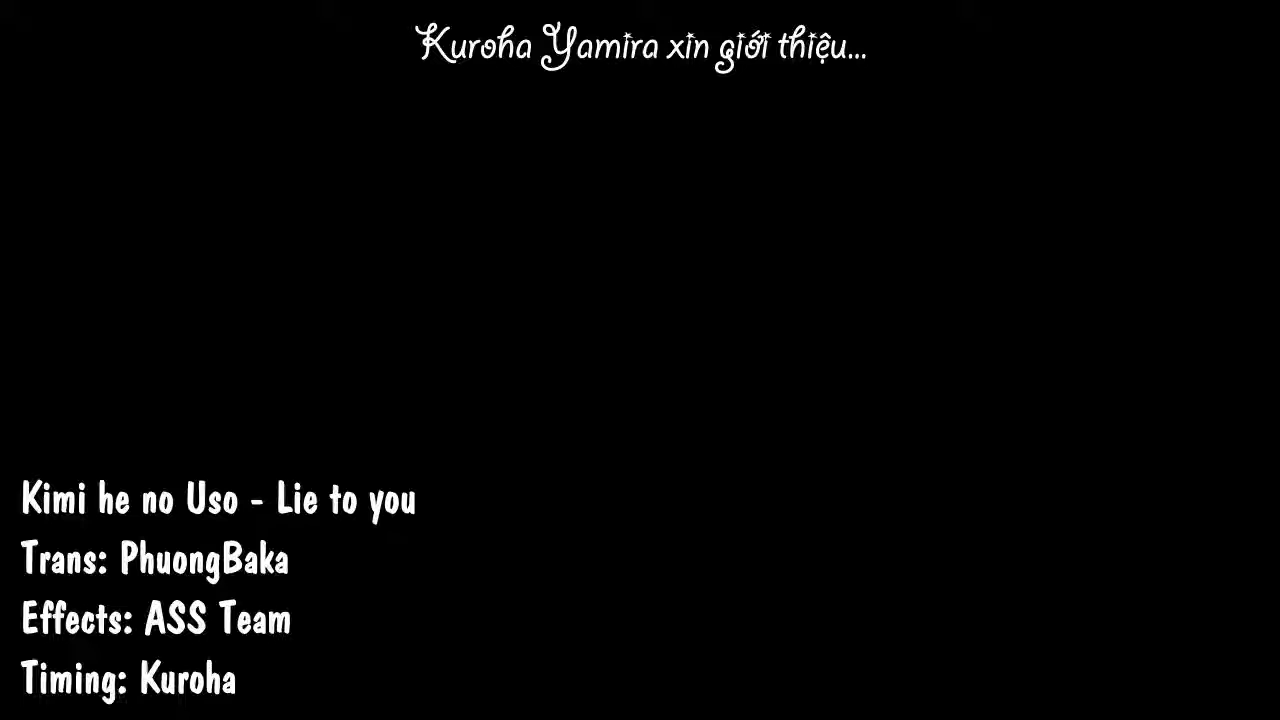 Kuroha Yamira xin giới thiệu...
Kimi he no Uso - Lie to you
Trans: PhuongBaka
Effects: ASS Team
Timing: Kuroha